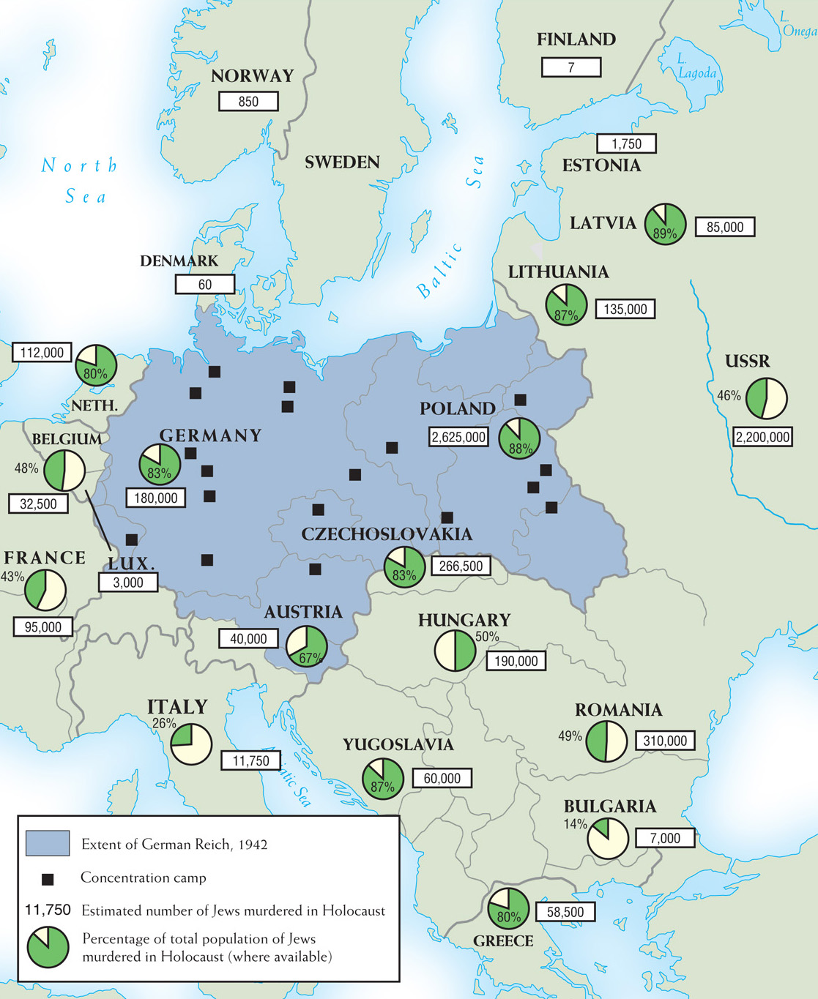 L.
Onega
FINLAND
7
L.
Lagoda
NORWAY
850
1,750
ESTONIA
SWEDEN
North
Sea
Baltic Sea
LATVIA
89%
85,000
DENMARK
60
LITHUANIA
87%
135,000
112,000
80%
NETH.
USSR
46%
2,200,000
POLAND
2,625,000
88%
BELGIUM
48%
32,500
GERMANY
83%
180,000
CZECHOSLOVAKIA
83%
266,500
FRANCE
43%
95,000
LUX.
3,000
AUSTRIA
40,000
67%
HUNGARY
50%
190,000
ITALY
26%
11,750
ROMANIA
49%
310,000
YUGOSLAVIA
87%
60,000
Sea
BULGARIA
14%
7,000
80%
58,500
GREECE
Extent of German Reich, 1942
Concentration camp
11,750 Estimated number of Jews murdered in Holocaust
Percentage of total population of Jews
murdered in Holocaust (where available)